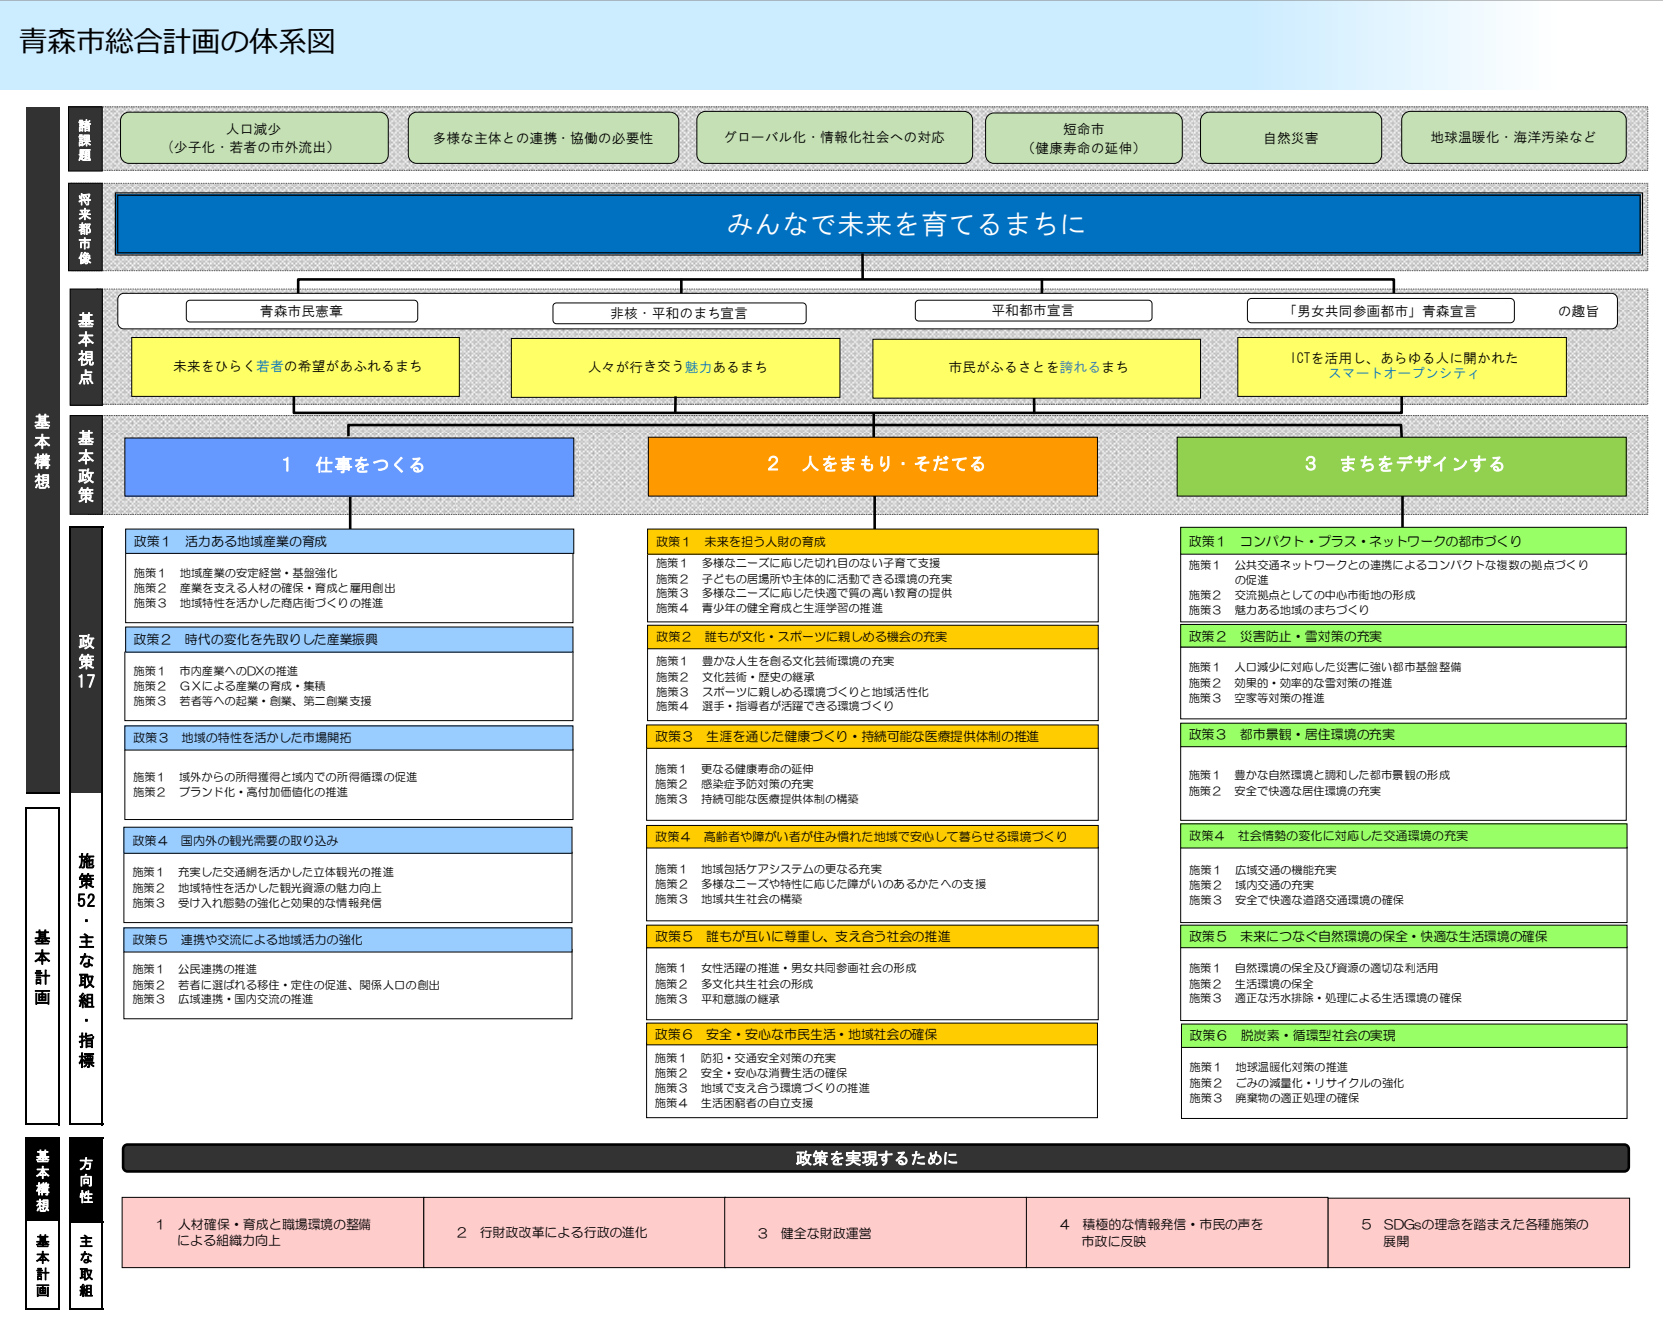 青森市総合計画の体系図
諸課題
人口減少
（少子化・若者の市外流出）
多様な主体との連携・協働の必要性
グローバル化・情報化社会への対応
短命市
（健康寿命の延伸）
自然災害
地球温暖化・海洋汚染など
将来都市像
みんなで未来を育てるまちに
基本視点
青森市民憲章
非核・平和のまち宣言
平和都市宣言
「男女共同参画都市」青森宣言
の趣旨
未来をひらく若者の希望があふれるまち
人々が行き交う魅力あるまち
市民がふるさとを誇れるまち
ICTを活用し、あらゆる人に開かれた
スマートオープンシティ
基本構想
基本政策
1　仕事をつくる
2　人をまもり・そだてる
3　まちをデザインする
政策17
施策52・主な取組・指標
基本計画
政策1　活力ある地域産業の育成
施策1　地域産業の安定経営・基盤強化
施策2　産業を支える人材の確保・育成と雇用創出
施策3　地域特性を活かした商店街づくりの推進
政策2　時代の変化を先取りした産業振興
施策1　市内産業へのDXの推進
施策2　GXによる産業の育成・集積
施策3　若者等への起業・創業、第二創業支援
政策3　地域の特性を活かした市場開拓
施策1　域外からの所得獲得と域内での所得循環の促進
施策2　ブランド化・高付加価値化の推進
政策4　国内外の観光需要の取り込み
施策1　充実した交通網を活かした立体観光の推進
施策2　地域特性を活かした観光資源の魅力向上
施策3　受け入れ態勢の強化と効果的な情報発信
政策5　連携や交流による地域活力の強化
施策1　公民連携の推進
施策2　若者に選ばれる移住・定住の促進、関係人口の創出
施策3　広域連携・国内交流の推進
政策1　未来を担う人財の育成
施策1　多様なニーズに応じた切れ目のない子育て支援
施策2　子どもの居場所や主体的に活動できる環境の充実
施策3　多様なニーズに応じた快適で質の高い教育の提供
施策4　青少年の健全育成と生涯学習の推進
政策2　誰もが文化・スポーツに親しめる機会の充実
施策1　豊かな人生を創る文化芸術環境の充実
施策2　文化芸術・歴史の継承
施策3　スポーツに親しめる環境づくりと地域活性化
施策4　選手・指導者が活躍できる環境づくり
政策3　生涯を通じた健康づくり・持続可能な医療提供体制の推進
施策1　更なる健康寿命の延伸
施策2　感染症予防対策の充実
施策3　持続可能な医療提供体制の構築
政策4　高齢者や障がい者が住み慣れた地域で安心して暮らせる環境づくり
施策1　地域包括ケアシステムの更なる充実
施策2　多様なニーズや特性に応じた障がいのあるかたへの支援
施策3　地域共生社会の構築
政策5　誰もが互いに尊重し、支え合う社会の推進
施策1　女性活躍の推進・男女共同参画社会の形成
施策2　多文化共生社会の形成
施策3　平和意識の継承
政策6　安全・安心な市民生活・地域社会の確保
施策1　防犯・交通安全対策の充実
施策2　安全・安心な消費生活の確保
施策3　地域で支え合う環境づくりの推進
施策4　生活困窮者の自立支援
政策1　コンパクト・プラス・ネットワークの都市づくり
施策1　公共交通ネットワークとの連携によるコンパクトな複数の拠点づくり
の促進
施策2　交流拠点としての中心市街地の形成
施策3　魅力ある地域のまちづくり
政策2　災害防止・雪対策の充実
施策1　人口減少に対応した災害に強い都市基盤整備
施策2　効果的・効率的な雪対策の推進
施策3　空家等対策の推進
政策3　都市景観・居住環境の充実
施策1　豊かな自然環境と調和した都市景観の形成
施策2　安全で快適な居住環境の充実
政策4　社会情勢の変化に対応した交通環境の充実
施策1　広域交通の機能充実
施策2　域内交通の充実
施策3　安全で快適な道路交通環境の確保
政策5　未来につなぐ自然環境の保全・快適な生活環境の確保
施策1　自然環境の保全及び資源の適切な利活用
施策2　生活環境の保全
施策3　適正な汚水排除・処理による生活環境の確保
政策6　脱炭素・循環型社会の実現
施策1　地球温暖化対策の推進
施策2　ごみの減量化・リサイクルの強化
施策3　廃棄物の適正処理の確保
基本構想
方向性
政策を実現するために
基本計画
主な取組
1　人材確保・育成と職場環境の整備
による組織力向上
2　行財政改革による行政の進化
3　健全な財政運営
4　積極的な情報発信・市民の声を
市政に反映
5　SDGsの理念を踏まえた各種施策の
展開